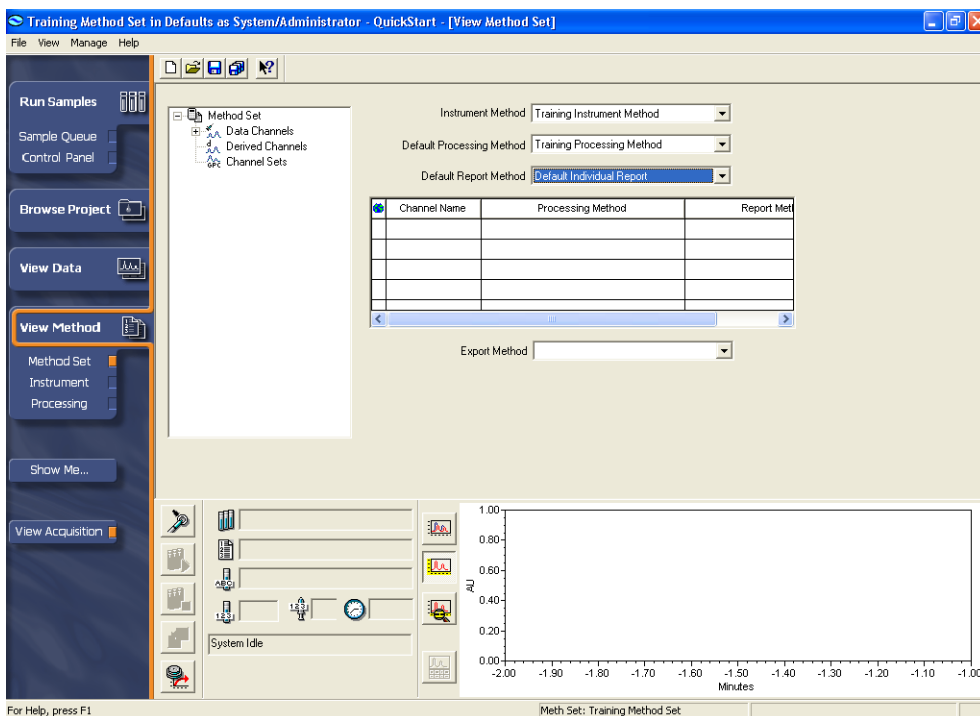 Training Method Set in Defaults as System/Administrator - QuickStart - [View Method Set]
File View Manage Help
Run Samples
Sample Queue
Control Panel
Browse Project
View Data
View Method
Method Set
Instrument
Processing
Show Me...
View Acquisition
Method Set
Data Channels
Derived Channels
GPC Channel Sets
Instrument Method Training Instrument Method
Default Processing Method Training Processing Method
Default Report Method Default Individual Report
Channel Name Processing Method Report Met
Export Method
ABC
123
123
System Idle
1.00
0.80
0.60
0.40
0.20
0.00
AU
-2.00 -1.90 -1.80 -1.70 -1.60 -1.50 -1.40 -1.30 -1.20 -1.10 -1.00
Minutes
For Help, press F1
Meth Set: Training Method Set